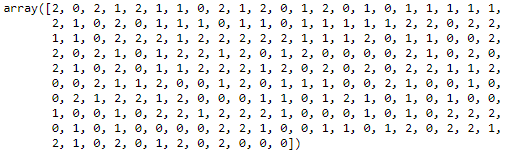 array([2, 0, 2, 1, 2, 1, 1, 0, 2, 1, 2, 0, 1, 2, 0, 1, 0, 1, 1, 1, 1, 1,
2, 1, 0, 2, 0, 1, 1, 1, 0, 1, 1, 0, 1, 1, 1, 1, 1, 2, 2, 0, 2, 2,
1, 1, 0, 2, 2, 2, 1, 2, 2, 2, 2, 2, 1, 1, 1, 2, 0, 1, 1, 0, 0, 2,
2, 0, 2, 1, 0, 1, 2, 2, 1, 2, 0, 1, 2, 0, 0, 0, 0, 2, 1, 0, 2, 0,
2, 1, 0, 2, 0, 1, 1, 2, 2, 2, 1, 2, 0, 2, 0, 2, 0, 2, 2, 1, 1, 2,
0, 0, 2, 1, 1, 2, 0, 0, 1, 2, 0, 1, 1, 1, 0, 0, 2, 1, 0, 0, 1, 0,
0, 2, 1, 2, 2, 1, 2, 0, 0, 0, 1, 1, 0, 1, 2, 1, 0, 1, 0, 1, 0, 0,
1, 0, 0, 1, 0, 2, 2, 1, 2, 2, 2, 1, 0, 0, 0, 1, 0, 1, 0, 2, 2, 2,
0, 1, 0, 1, 0, 0, 0, 0, 2, 2, 1, 0, 0, 1, 1, 0, 1, 2, 0, 2, 2, 1,
2, 1, 0, 2, 0, 1, 2, 0, 2, 0, 0, 0])